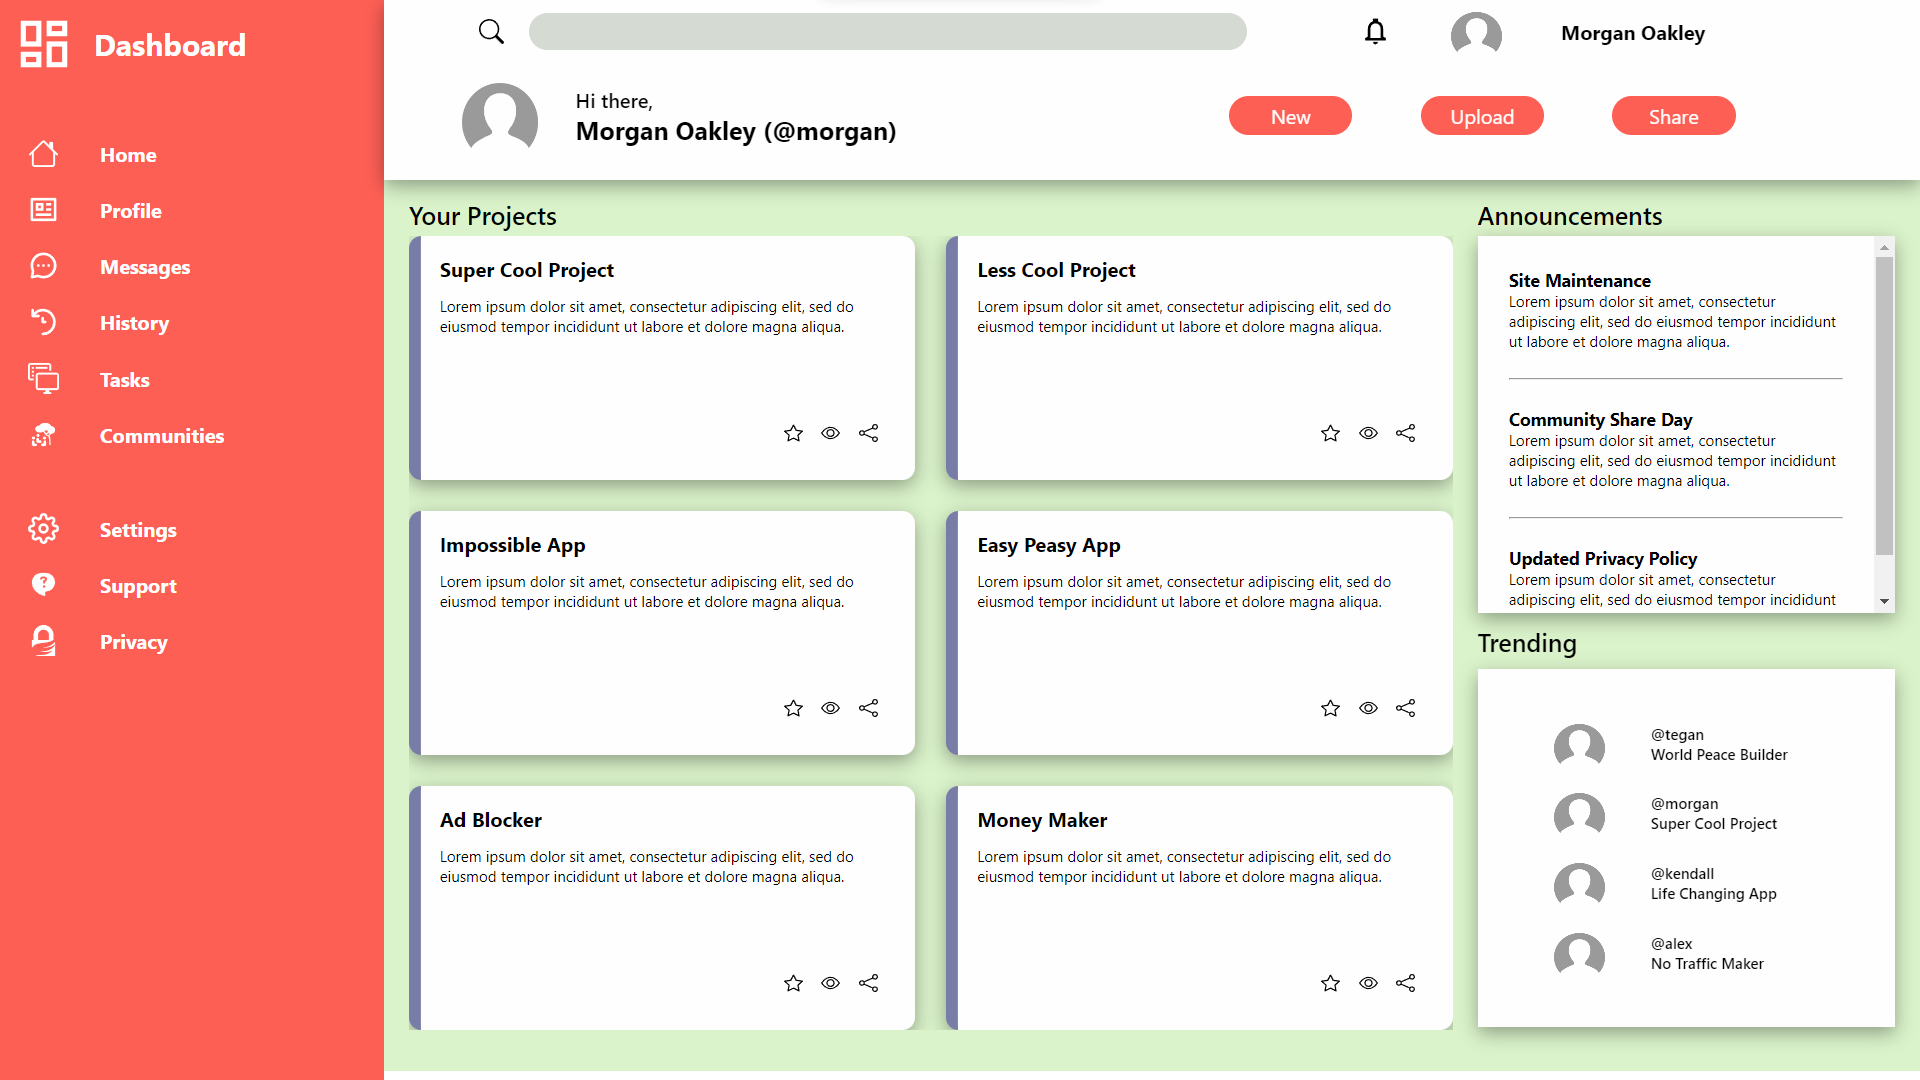 Dashboard
Home
Profile
Messages
History
Tasks
Communities
Settings
Support
Privacy
Morgan Oakley
Hi there,
Morgan Oakley (@morgan)
New
Upload
Share
Your Projects
Super Cool Project
Lorem ipsum dolor sit amet, consectetur adipiscing elit, sed do
eiusmod tempor incididunt ut labore et dolore magna aliqua.
Less Cool Project
Lorem ipsum dolor sit amet, consectetur adipiscing elit, sed do
eiusmod tempor incididunt ut labore et dolore magna aliqua.
Impossible App
Lorem ipsum dolor sit amet, consectetur adipiscing elit, sed do
eiusmod tempor incididunt ut labore et dolore magna aliqua.
Easy Peasy App
Lorem ipsum dolor sit amet, consectetur adipiscing elit, sed do
eiusmod tempor incididunt ut labore et dolore magna aliqua.
Ad Blocker
Lorem ipsum dolor sit amet, consectetur adipiscing elit, sed do
eiusmod tempor incididunt ut labore et dolore magna aliqua.
Money Maker
Lorem ipsum dolor sit amet, consectetur adipiscing elit, sed do
eiusmod tempor incididunt ut labore et dolore magna aliqua.
Announcements
Site Maintenance
Lorem ipsum dolor sit amet, consectetur
adipiscing elit, sed do eiusmod tempor incididunt
ut labore et dolore magna aliqua.
Community Share Day
Lorem ipsum dolor sit amet, consectetur
adipiscing elit, sed do eiusmod tempor incididunt
ut labore et dolore magna aliqua.
Updated Privacy Policy
Lorem ipsum dolor sit amet, consectetur
adipiscing elit, sed do eiusmod tempor incididunt
Trending
@tegan
World Peace Builder
@morgan
Super Cool Project
@kendall
Life Changing App
@alex
No Traffic Maker